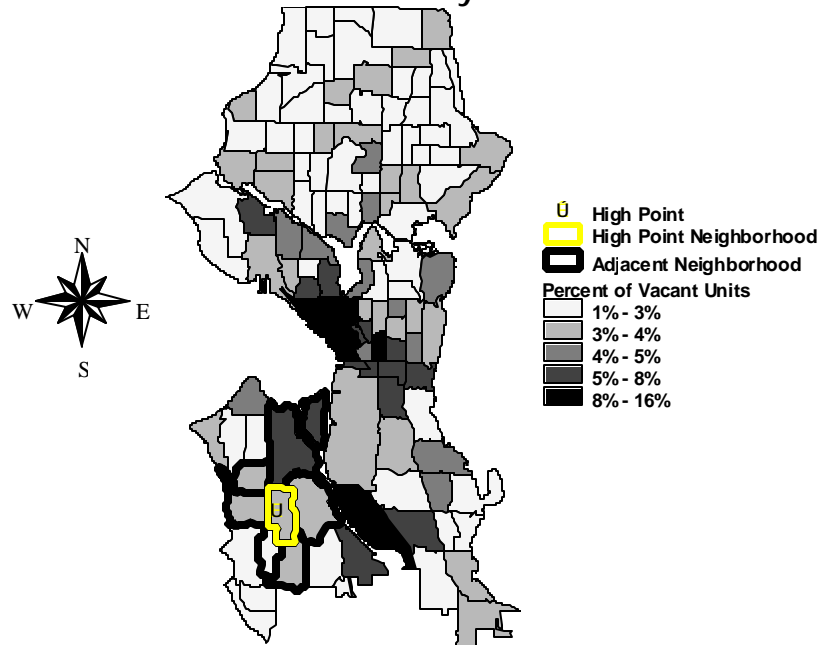 N
W E
S
Ú High Point
High Point Neighborhood
Adjacent Neighborhood
Percent of Vacant Units
1% - 3%
3% - 4%
4% - 5%
5% - 8%
8% - 16%
Ú